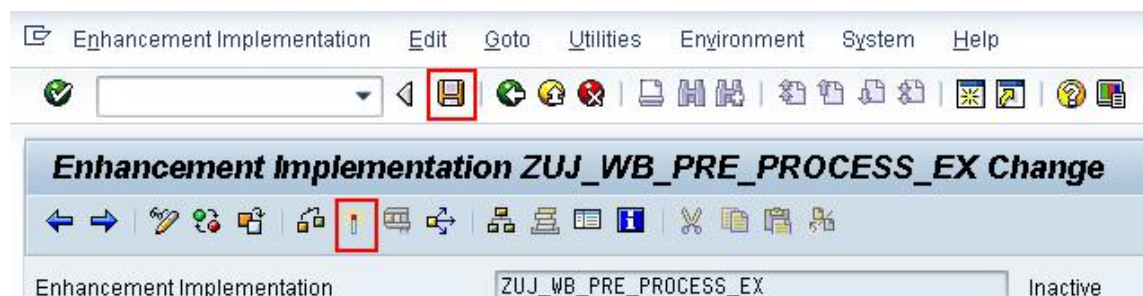 Enhancement Implementation Edit Goto Utilities Environment System Help
Enhancement Implementation ZUJ_WB_PRE_PROCESS_EX Change
Enhancement Implementation ZUJ_WB_PRE_PROCESS_EX Inactive